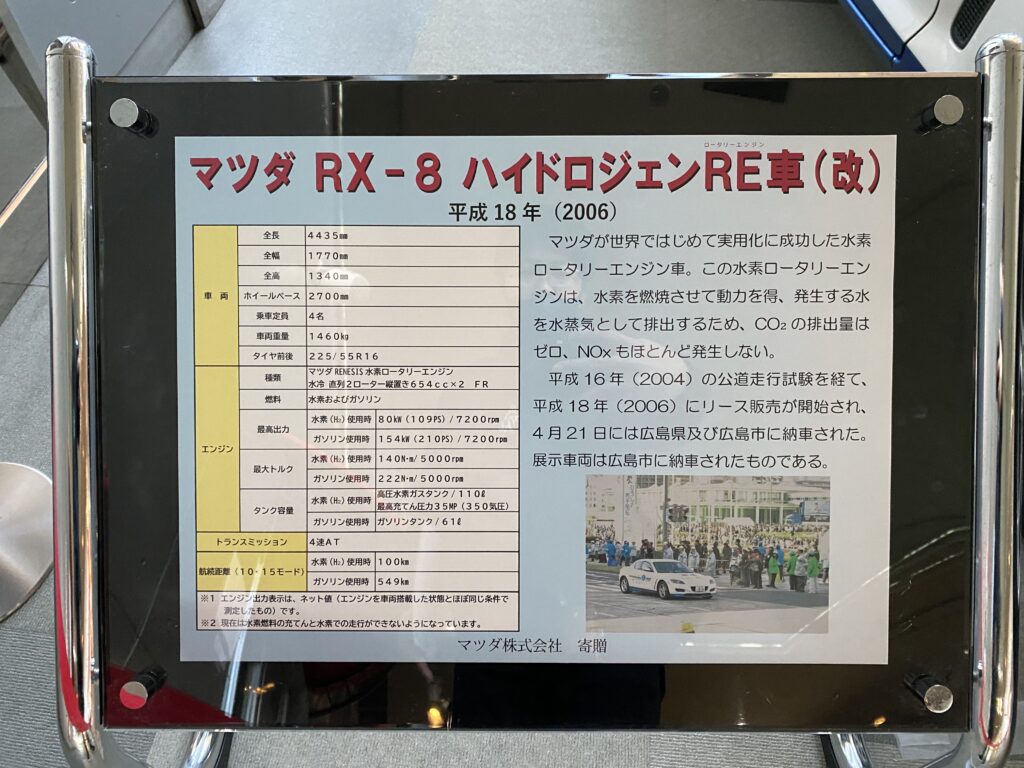 ロータリーエンジン
マツダ RX-8 ハイドロジェンRE車(改)
平成18年(2006)
車両 全長 4435㎜
全幅 1770㎜
全高 1340㎜
ホイールベース 2700㎜
乗車定員 4名
車両重量 1460㎏
タイヤ前後 225/55R16
エンジン 種類 マツダRENESIS水素ロータリーエンジン
水冷 直列2ローター縦置き654cc×2 FR
燃料 水素およびガソリン
最高出力 水素(H₂)使用時 80kW(109PS)/7200rpm
ガソリン使用時 154kW(210PS)/7200rpm
最大トルク 水素(H₂)使用時 140N·m/5000rpm
ガソリン使用時 222N·m/5000rpm
タンク容量 水素(H₂)使用時 高圧水素ガスタンク/110ℓ
最高充てん圧力35MP(350気圧)
ガソリン使用時 ガソリンタンク/61ℓ
トランスミッション 4速AT
航続距離(10・15モード) 水素(H₂)使用時 100km
ガソリン使用時 549km
※1 エンジン出力表示は、ネット値(エンジンを車両搭載した状態とほぼ同じ条件で
測定したもの)です。
※2 現在は水素燃料の充てんと水素での走行ができないようになっています。
マツダが世界ではじめて実用化に成功した水素
ロータリーエンジン車。この水素ロータリーエン
ジンは、水素を燃焼させて動力を得、発生する水
を水蒸気として排出するため、CO₂の排出量は
ゼロ、NOxもほとんど発生しない。
平成16年(2004)の公道走行試験を経て、
平成18年(2006)にリース販売が開始され、
4月21日には広島県及び広島市に納車された。
展示車両は広島市に納車されたものである。
マツダ株式会社 寄贈